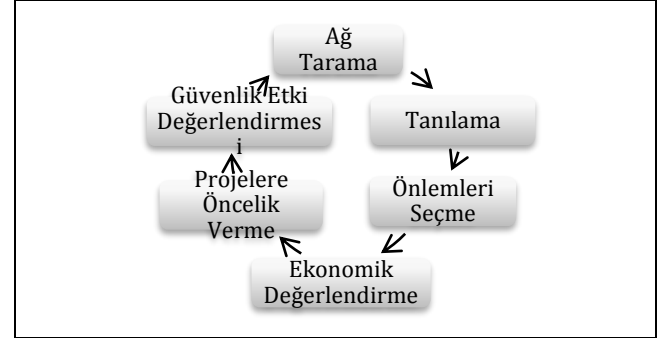 Ağ
Tarama
Tanılama
Önlemleri
Seçme
Ekonomik
Değerlendirme
Projelere
Öncelik
Verme
Güvenlik Etki
Değerlendirmes
i